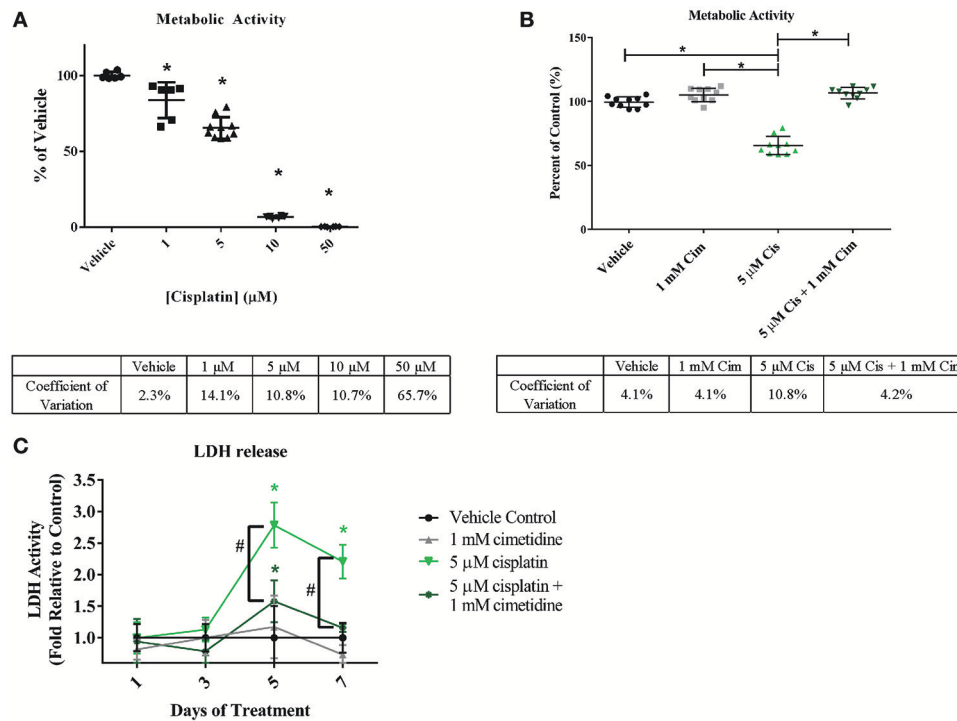 A
Metabolic Activity
% of Vehicle
100
50
0
*
*
*
*
Vehicle
1
5
10
50
[Cisplatin] (μM)
Vehicle 1 μM 5 μM 10 μM 50 μM
Coefficient of Variation 2.3% 14.1% 10.8% 10.7% 65.7%
B
Metabolic Activity
Percent of Control (%)
150
100
50
0
*
*
*
Vehicle
1 mM Cim
5 μM Cis
5 μM Cis + 1 mM Cim
Vehicle 1 mM Cim 5 μM Cis 5 μM Cis + 1 mM Cim
Coefficient of Variation 4.1% 4.1% 10.8% 4.2%
C
LDH release
LDH Activity
(Fold Relative to Control)
3.5
3.0
2.5
2.0
1.5
1.0
#
*
*
*
#
1
3
5
7
Days of Treatment
Vehicle Control
1 mM cimetidine
5 μM cisplatin
5 μM cisplatin +
1 mM cimetidine